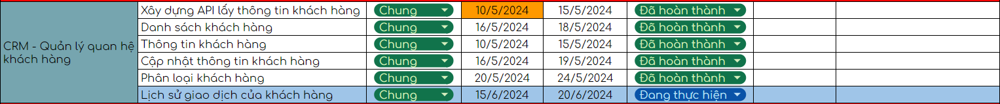 CRM - Quản lý quan hệ
khách hàng
Xây dựng API lấy thông tin khách hàng Chung 10/5/2024 15/5/2024 Đã hoàn thành
Danh sách khách hàng Chung 16/5/2024 18/5/2024 Đã hoàn thành
Thông tin khách hàng Chung 10/5/2024 15/5/2024 Đã hoàn thành
Cập nhật thông tin khách hàng Chung 16/5/2024 19/5/2024 Đã hoàn thành
Phân loại khách hàng Chung 20/5/2024 24/5/2024 Đã hoàn thành
Lịch sử giao dịch của khách hàng Chung 15/6/2024 20/6/2024 Đang thực hiện